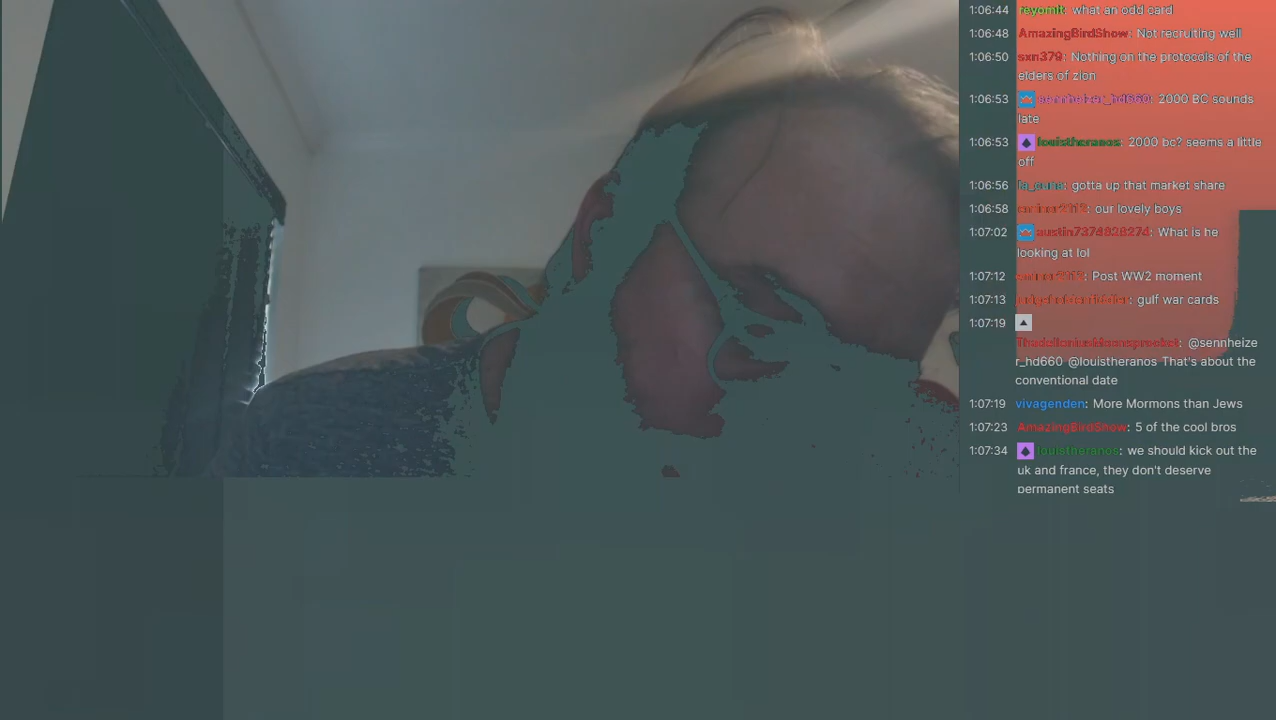 1:06:44 reyomit: what an odd card
1:06:48 AmazingBirdShow: Not recruiting well
1:06:50 sxn379: Nothing on the protocols of the
elders of zion
1:06:53 sennheizer_hd660: 2000 BC sounds
late
1:06:53 louistheranos: 2000 bc? seems a little
off
1:06:56 gotta up that market share
1:06:58 our lovely boys
1:07:02 austin7374828274: What is he
looking at lol
1:07:12 Post WW2 moment
1:07:13 gulf war cards
1:07:19
ThadeloniusMoonsprocket: @sennheize
r_hd660 @louistheranos That's about the
conventional date
1:07:19 vivagenden: More Mormons than Jews
1:07:23 AmazingBirdShow: 5 of the cool bros
1:07:34 louistheranos: we should kick out the
uk and france, they don't deserve
permanent seats